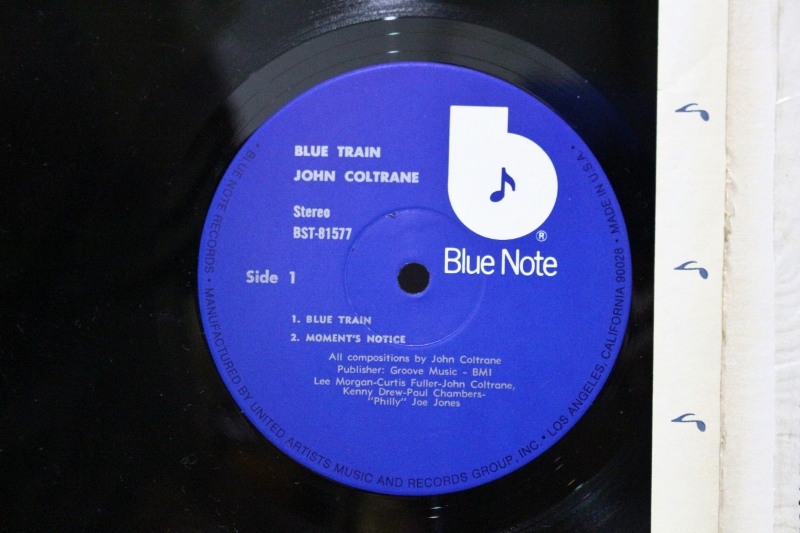 BLUE TRAIN
JOHN COLTRANE
Stereo
BST-81577
Side 1
b
®
Blue Note
1. BLUE TRAIN
2. MOMENT'S NOTICE
All compositions by John Coltrane
Publisher: Groove Music - BMI
Lee Morgan-Curtis Fuller-John Coltrane,
Kenny Drew-Paul Chambers-
"Philly" Joe Jones
• BLUE NOTE RECORDS • MANUFACTURED BY UNITED ARTISTS MUSIC AND RECORDS GROUP, INC. • LOS ANGELES, CALIFORNIA 90028 • MADE IN U.S.A.